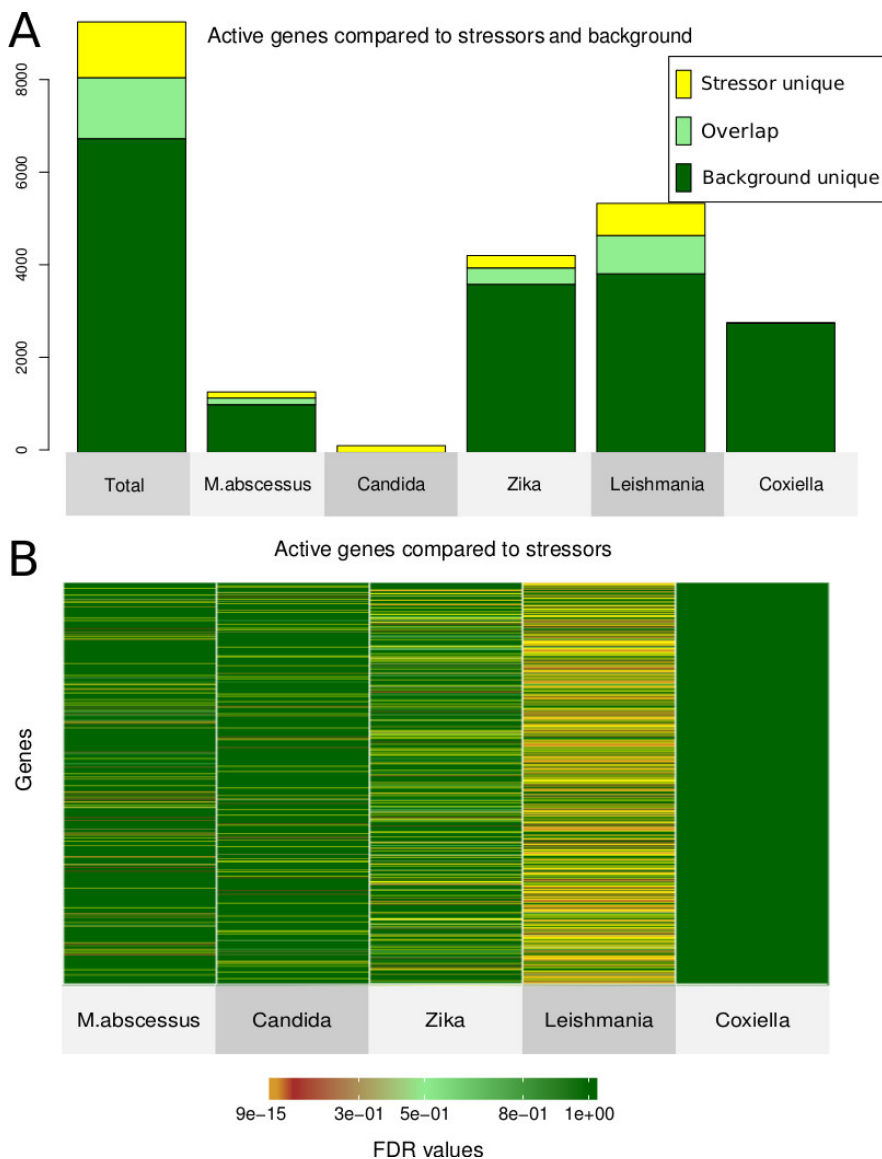 A
Active genes compared to stressors and background
Stressor unique
Overlap
Background unique
8000
6000
4000
2000
0
Total M.abscessus Candida Zika Leishmania Coxiella
B
Active genes compared to stressors
Genes
M.abscessus Candida Zika Leishmania Coxiella
9e-15 3e-01 5e-01 8e-01 1e+00
FDR values